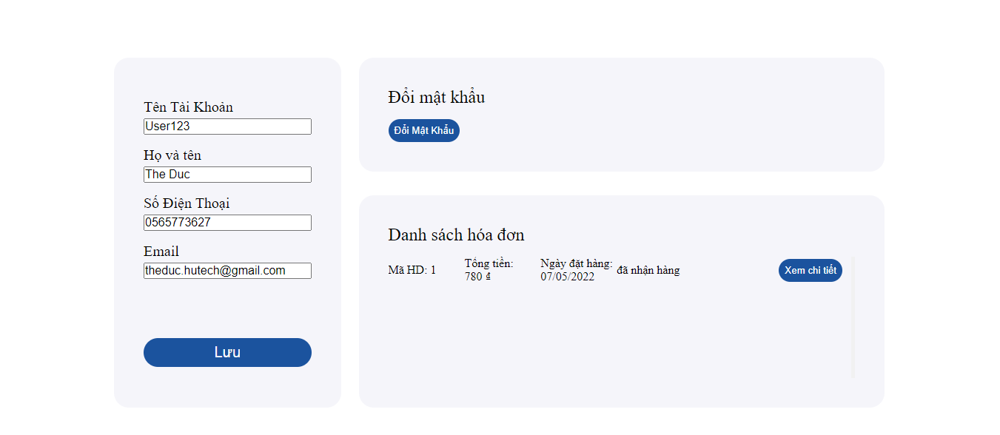 Tên Tài Khoản
User123
Họ và tên
The Duc
Số Điện Thoại
0565773627
Email
theduc.hutech@gmail.com
Lưu
Đổi mật khẩu
Đổi Mật Khẩu
Danh sách hóa đơn
Mã HD: 1
Tổng tiền:
780 ₫
Ngày đặt hàng:
07/05/2022
đã nhận hàng
Xem chi tiết